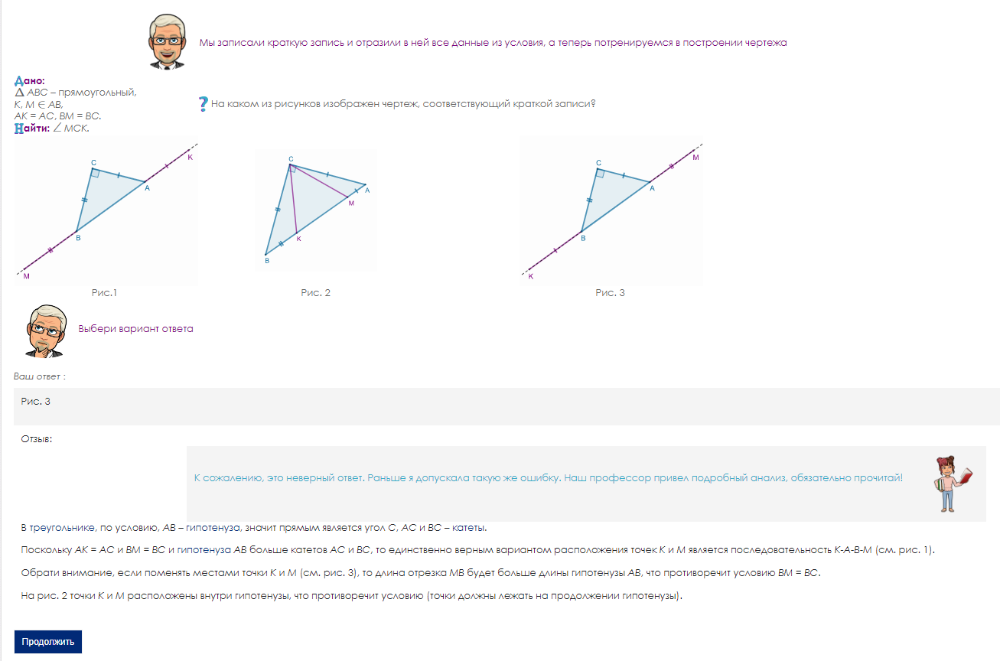 Мы записали краткую запись и отразили в ней все данные из условия, а теперь потренируемся в построении чертежа
Дано:
Δ ABC – прямоугольный,
K, M ∈ AB,
AK = AC, BM = BC.
Найти: ∠ MCK.
? На каком из рисунков изображен чертеж, соответствующий краткой записи?
C
K
A
B
M
Рис.1
C
A
M
K
B
Рис. 2
C
M
A
B
K
Рис. 3
Выбери вариант ответа
Ваш ответ :
Рис. 3
Отзыв:
К сожалению, это неверный ответ. Раньше я допускала такую же ошибку. Наш профессор привел подробный анализ, обязательно прочитай!
В треугольнике, по условию, AB – гипотенуза, значит прямым является угол C, AC и BC – катеты.
Поскольку AK = AC и BM = BC и гипотенуза AB больше катетов AC и BC, то единственно верным вариантом расположения точек K и M является последовательность K-A-B-M (см. рис. 1).
Обрати внимание, если поменять местами точки K и M (см. рис. 3), то длина отрезка MB будет больше длины гипотенузы AB, что противоречит условию BM = BC.
На рис. 2 точки K и M расположены внутри гипотенузы, что противоречит условию (точки должны лежать на продолжении гипотенузы).
Продолжить